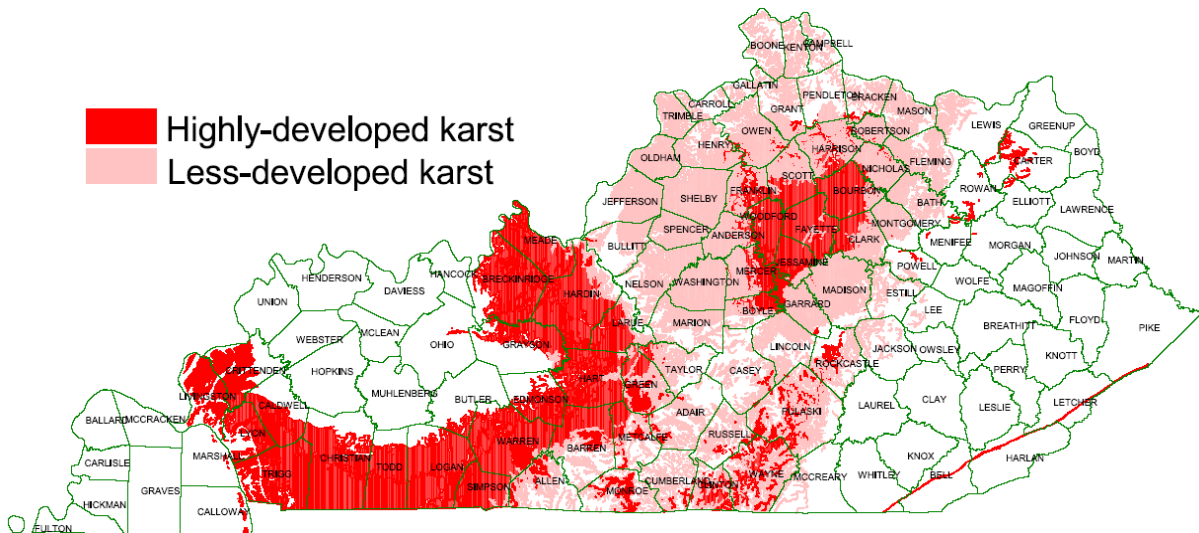 Highly-developed karst
Less-developed karst
BOONE
KENTON
CAMPBELL
GALLATIN
PENDLETON
BRACKEN
CARROLL
GRANT
MASON
TRIMBLE
OWEN
LEWIS
GREENUP
ROBERTSON
HENRY
HARRISON
BOYD
OLDHAM
FLEMING
CARTER
SCOTT
NICHOLAS
FRANKLIN
BOURBON
ROWAN
JEFFERSON
SHELBY
BATH
ELLIOTT
LAWRENCE
WOODFORD
SPENCER
ANDERSON
FAYETTE
MONTGOMERY
CLARK
MENIFEE
MORGAN
BULLITT
MEADE
JOHNSON
MARTIN
JESSAMINE
POWELL
HANCOCK
BRECKINRIDGE
MERCER
HENDERSON
DAVIESS
NELSON
WASHINGTON
MADISON
WOLFE
MAGOFFIN
UNION
HARDIN
GARRARD
ESTILL
BOYLE
LEE
LARUE
MARION
FLOYD
BREATHITT
PIKE
MCLEAN
WEBSTER
OHIO
GRAYSON
LINCOLN
JACKSON
OWSLEY
ROCKCASTLE
KNOTT
HOPKINS
CRITTENDEN
HART
GREEN
TAYLOR
CASEY
PERRY
MUHLENBERG
BUTLER
EDMONSON
LIVINGSTON
CALDWELL
CLAY
LAUREL
LESLIE
LETCHER
ADAIR
PULASKI
BALLARD
MCCRACKEN
LYON
WARREN
METCALFE
RUSSELL
BARREN
MARSHALL
CHRISTIAN
KNOX
HARLAN
CARLISLE
TODD
LOGAN
TRIGG
WAYNE
MCCREARY
WHITLEY
BELL
GRAVES
SIMPSON
ALLEN
MONROE
CUMBERLAND
CLINTON
HICKMAN
CALLOWAY
FULTON